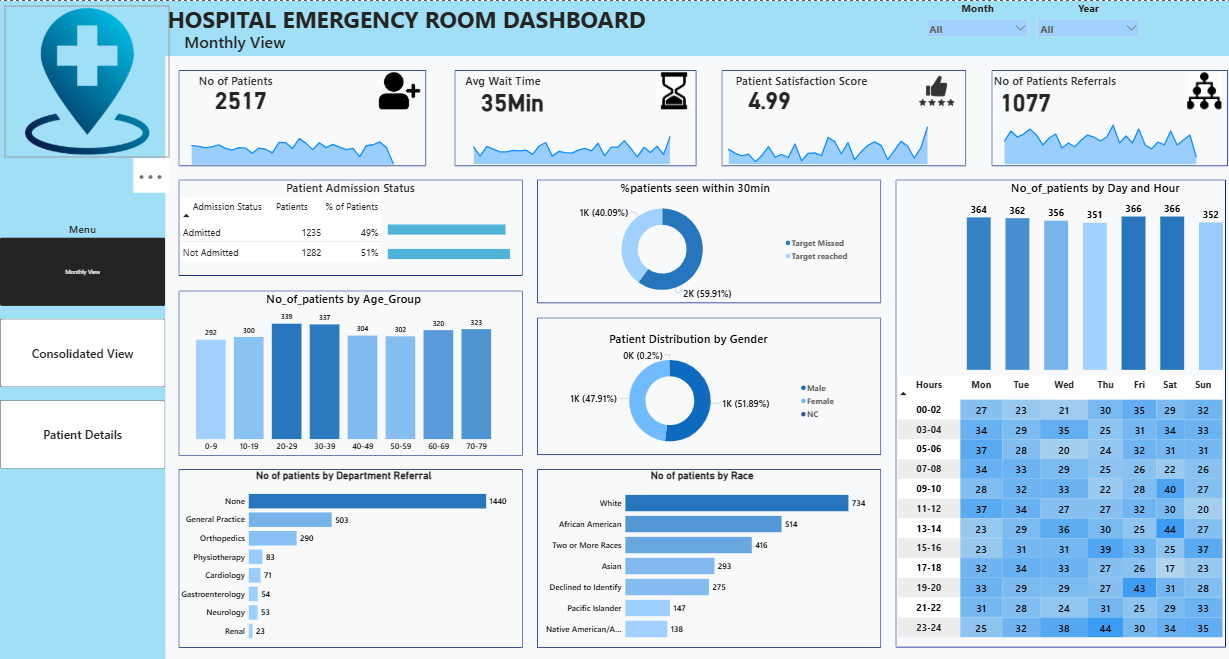 HOSPITAL EMERGENCY ROOM DASHBOARD
Monthly View
Month
Year
All
All
No of Patients
2517
Avg Wait Time
35Min
Patient Satisfaction Score
4.99
No of Patients Referrals
1077
Menu
Monthly View
Consolidated View
Patient Details
Patient Admission Status
Admission Status Patients % of Patients
Admitted 1235 49%
Not Admitted 1282 51%
%patients seen within 30min
1K (40.09%)
2K (59.91%)
Target Missed
Target reached
No_of_patients by Age_Group
292 300 339 337 304 302 320 323
0-9 10-19 20-29 30-39 40-49 50-59 60-69 70-79
Patient Distribution by Gender
0K (0.2%)
1K (47.91%)
1K (51.89%)
Male
Female
NC
No of patients by Department Referral
None 1440
General Practice 503
Orthopedics 290
Physiotherapy 83
Cardiology 71
Gastroenterology 54
Neurology 53
Renal 23
No of patients by Race
White 734
African American 514
Two or More Races 416
Asian 293
Declined to Identify 275
Pacific Islander 147
Native American/A... 138
No_of_patients by Day and Hour
364 362 356 351 366 366 352
Hours Mon Tue Wed Thu Fri Sat Sun
00-02 27 23 21 30 35 29 32
03-04 34 29 35 25 31 34 33
05-06 37 28 20 24 32 31 31
07-08 34 33 29 25 26 22 26
09-10 28 32 33 22 28 40 27
11-12 37 34 27 27 32 30 20
13-14 23 29 36 30 25 44 27
15-16 23 31 31 39 33 25 37
17-18 32 34 33 27 26 17 23
19-20 33 29 29 27 43 31 28
21-22 31 28 24 31 25 29 33
23-24 25 32 38 44 30 34 35